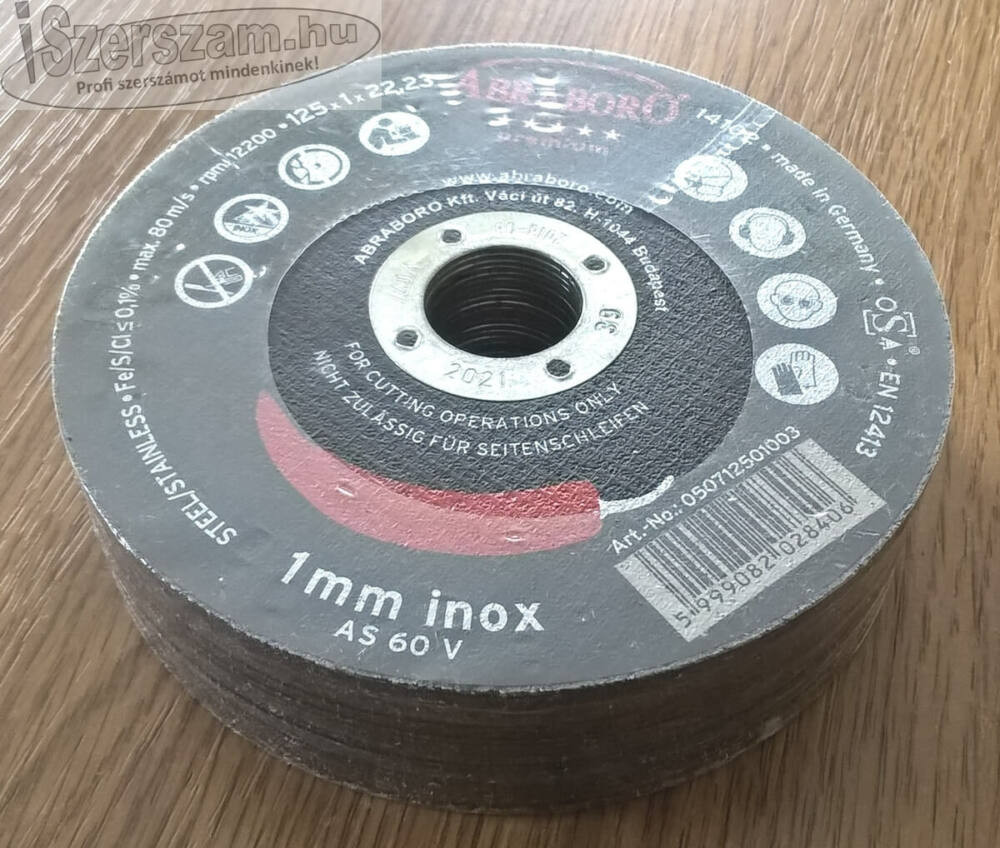 iSzerszam.hu
Profi szerszámot mindenkinek!
ABRABORO®
premium
www.abraboro.com
ABRABORO Kft. Váci út 82. H-1044 Budapest
STEEL/STAINLESS • Fe/S/Cl ≤ 0,1% • max. 80 m/s • rpm/12200 • 125 x 1 x 22,23
made in Germany • OSA® • EN 12413
INOX
2021
FOR CUTTING OPERATIONS ONLY
NICHT ZULÄSSIG FÜR SEITENSCHLEIFEN
Art.-No.: 050712501003
5 999082 028406
1mm inox
AS 60 V